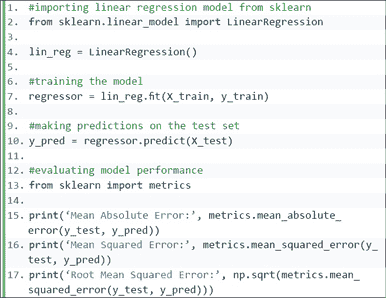 1. #importing linear regression model from sklearn
2. from sklearn.linear_model import LinearRegression
3.
4. lin_reg = LinearRegression()
5.
6. #training the model
7. regressor = lin_reg.fit(X_train, y_train)
8.
9. #making predictions on the test set
10. y_pred = regressor.predict(X_test)
11.
12. #evaluating model performance
13. from sklearn import metrics
14.
15. print(‘Mean Absolute Error:’, metrics.mean_absolute_
error(y_test, y_pred))
16. print(‘Mean Squared Error:’, metrics.mean_squared_error(y_
test, y_pred))
17. print(‘Root Mean Squared Error:’, np.sqrt(metrics.mean_
squared_error(y_test, y_pred)))